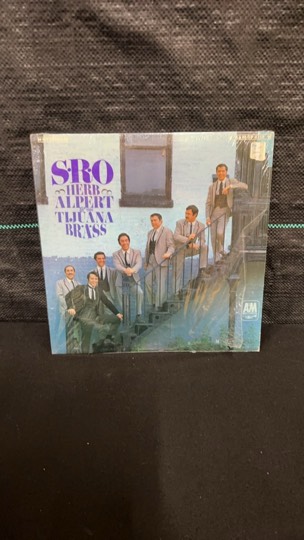 SRO
HERB
ALPERT
TIJUANA
BRASS
A&M